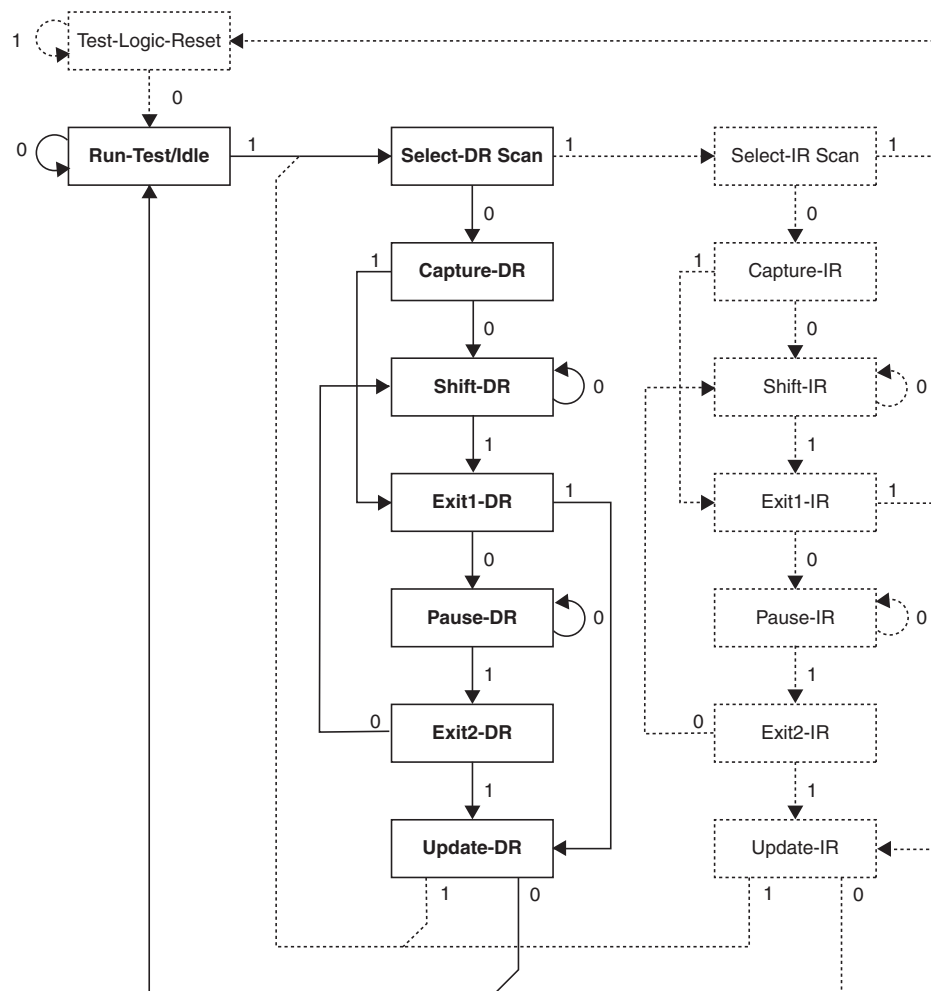 1 Test-Logic-Reset
0
0 Run-Test/Idle 1 Select-DR Scan 1 Select-IR Scan 1
0 0
1 Capture-DR 1 Capture-IR
0 0
Shift-DR 0 Shift-IR 0
1 1
Exit1-DR 1 Exit1-IR 1
0 0
Pause-DR 0 Pause-IR 0
1 1
0 Exit2-DR 0 Exit2-IR
1 1
Update-DR Update-IR
1 0 1 0